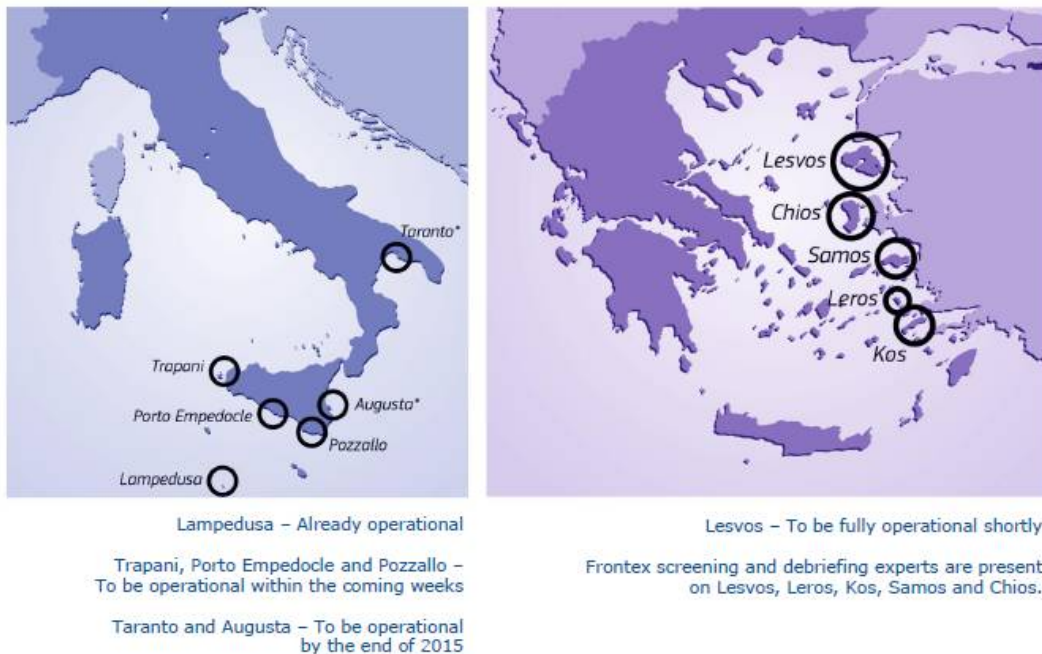 Taranto*
Trapani
Augusta*
Porto Empedocle
Pozzallo
Lampedusa
Lesvos
Chios
Samos
Leros
Kos
Lampedusa – Already operational
Trapani, Porto Empedocle and Pozzallo –
To be operational within the coming weeks
Taranto and Augusta – To be operational
by the end of 2015
Lesvos – To be fully operational shortly
Frontex screening and debriefing experts are present
on Lesvos, Leros, Kos, Samos and Chios.